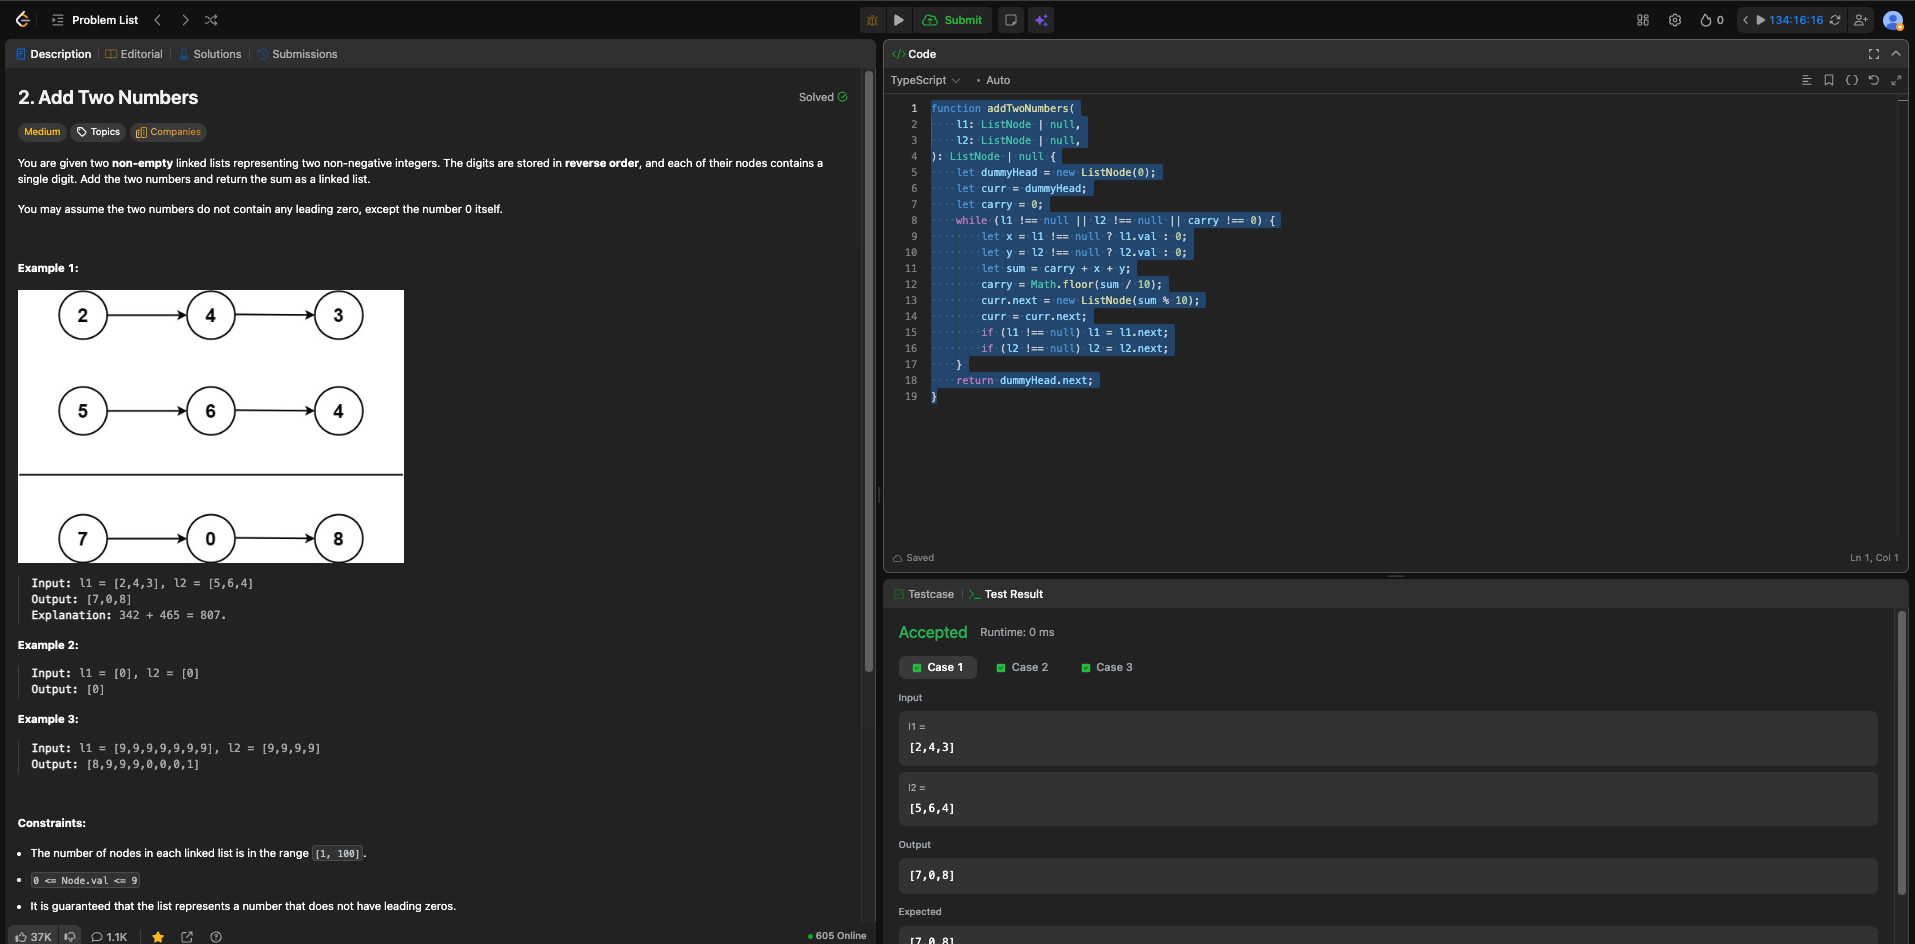 Problem List
Submit
0
134:16:16
Description
Editorial
Solutions
Submissions
2. Add Two Numbers
Solved
Medium
Topics
Companies
You are given two non-empty linked lists representing two non-negative integers. The digits are stored in reverse order, and each of their nodes contains a
single digit. Add the two numbers and return the sum as a linked list.
You may assume the two numbers do not contain any leading zero, except the number 0 itself.
Example 1:
2 4 3
5 6 4
7 0 8
Input: l1 = [2,4,3], l2 = [5,6,4]
Output: [7,0,8]
Explanation: 342 + 465 = 807.
Example 2:
Input: l1 = [0], l2 = [0]
Output: [0]
Example 3:
Input: l1 = [9,9,9,9,9,9,9], l2 = [9,9,9,9]
Output: [8,9,9,9,0,0,0,1]
Constraints:
• The number of nodes in each linked list is in the range [1, 100].
• 0 <= Node.val <= 9
• It is guaranteed that the list represents a number that does not have leading zeros.
37K
1.1K
605 Online
</> Code
TypeScript
• Auto
1 function addTwoNumbers(
2 l1: ListNode | null,
3 l2: ListNode | null,
4 ): ListNode | null {
5 let dummyHead = new ListNode(0);
6 let curr = dummyHead;
7 let carry = 0;
8 while (l1 !== null || l2 !== null || carry !== 0) {
9 let x = l1 !== null ? l1.val : 0;
10 let y = l2 !== null ? l2.val : 0;
11 let sum = carry + x + y;
12 carry = Math.floor(sum / 10);
13 curr.next = new ListNode(sum % 10);
14 curr = curr.next;
15 if (l1 !== null) l1 = l1.next;
16 if (l2 !== null) l2 = l2.next;
17 }
18 return dummyHead.next;
19 }
Saved
Ln 1, Col 1
Testcase
Test Result
Accepted
Runtime: 0 ms
Case 1
Case 2
Case 3
Input
l1 =
[2,4,3]
l2 =
[5,6,4]
Output
[7,0,8]
Expected
[7,0,8]